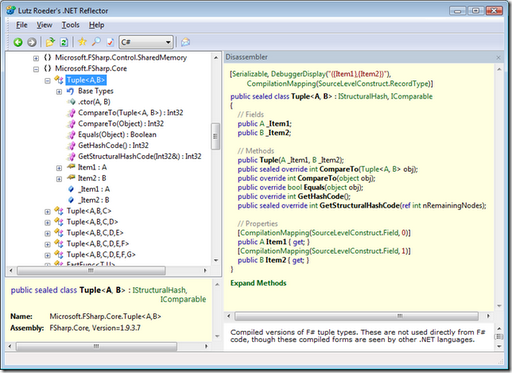 Lutz Roeder's .NET Reflector
File View Tools Help
C#
Microsoft.FSharp.Control.SharedMemory
Microsoft.FSharp.Core
Tuple<A,B>
Base Types
.ctor(A, B)
CompareTo(Tuple<A, B>) : Int32
CompareTo(Object) : Int32
Equals(Object) : Boolean
GetHashCode() : Int32
GetStructuralHashCode(Int32&) : Int32
Item1 : A
Item2 : B
_Item1 : A
_Item2 : B
Tuple<A,B,C>
Tuple<A,B,C,D>
Tuple<A,B,C,D,E>
Tuple<A,B,C,D,E,F>
Tuple<A,B,C,D,E,F,G>
FastFunc<T,U>
public sealed class Tuple<A, B> : IStructuralHash,
IComparable
Name: Microsoft.FSharp.Core.Tuple<A,B>
Assembly: FSharp.Core, Version=1.9.3.7
Disassembler
[Serializable, DebuggerDisplay("({Item1},{Item2})"),
CompilationMapping(SourceLevelConstruct.RecordType)]
public sealed class Tuple<A, B> : IStructuralHash, IComparable
{
// Fields
public A _Item1;
public B _Item2;
// Methods
public Tuple(A _Item1, B _Item2);
public sealed override int CompareTo(Tuple<A, B> obj);
public override int CompareTo(object obj);
public override bool Equals(object obj);
public override int GetHashCode();
public sealed override int GetStructuralHashCode(ref int nRemainingNodes);
// Properties
[CompilationMapping(SourceLevelConstruct.Field, 0)]
public A Item1 { get; }
[CompilationMapping(SourceLevelConstruct.Field, 1)]
public B Item2 { get; }
}
Expand Methods
Compiled versions of F# tuple types. These are not used directly from F#
code, though these compiled forms are seen by other .NET languages.